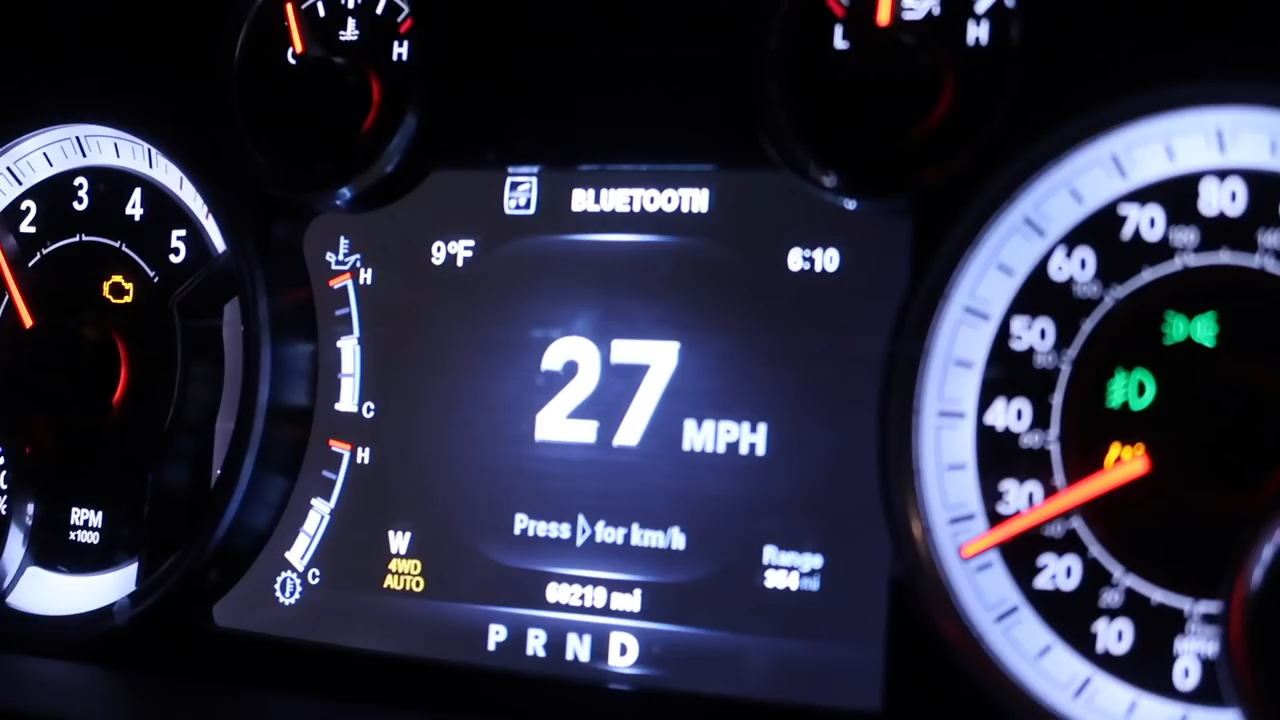 C H
L H
2 3 4 5
BLUETOOTH
9°F 6:10
H
C
H
C
27 MPH
Press ▷ for km/h
W
4WD
AUTO
Range
mi
mi
P R N D
RPM
x1000
80
70
60
50
40
30
20
10
0
MPH